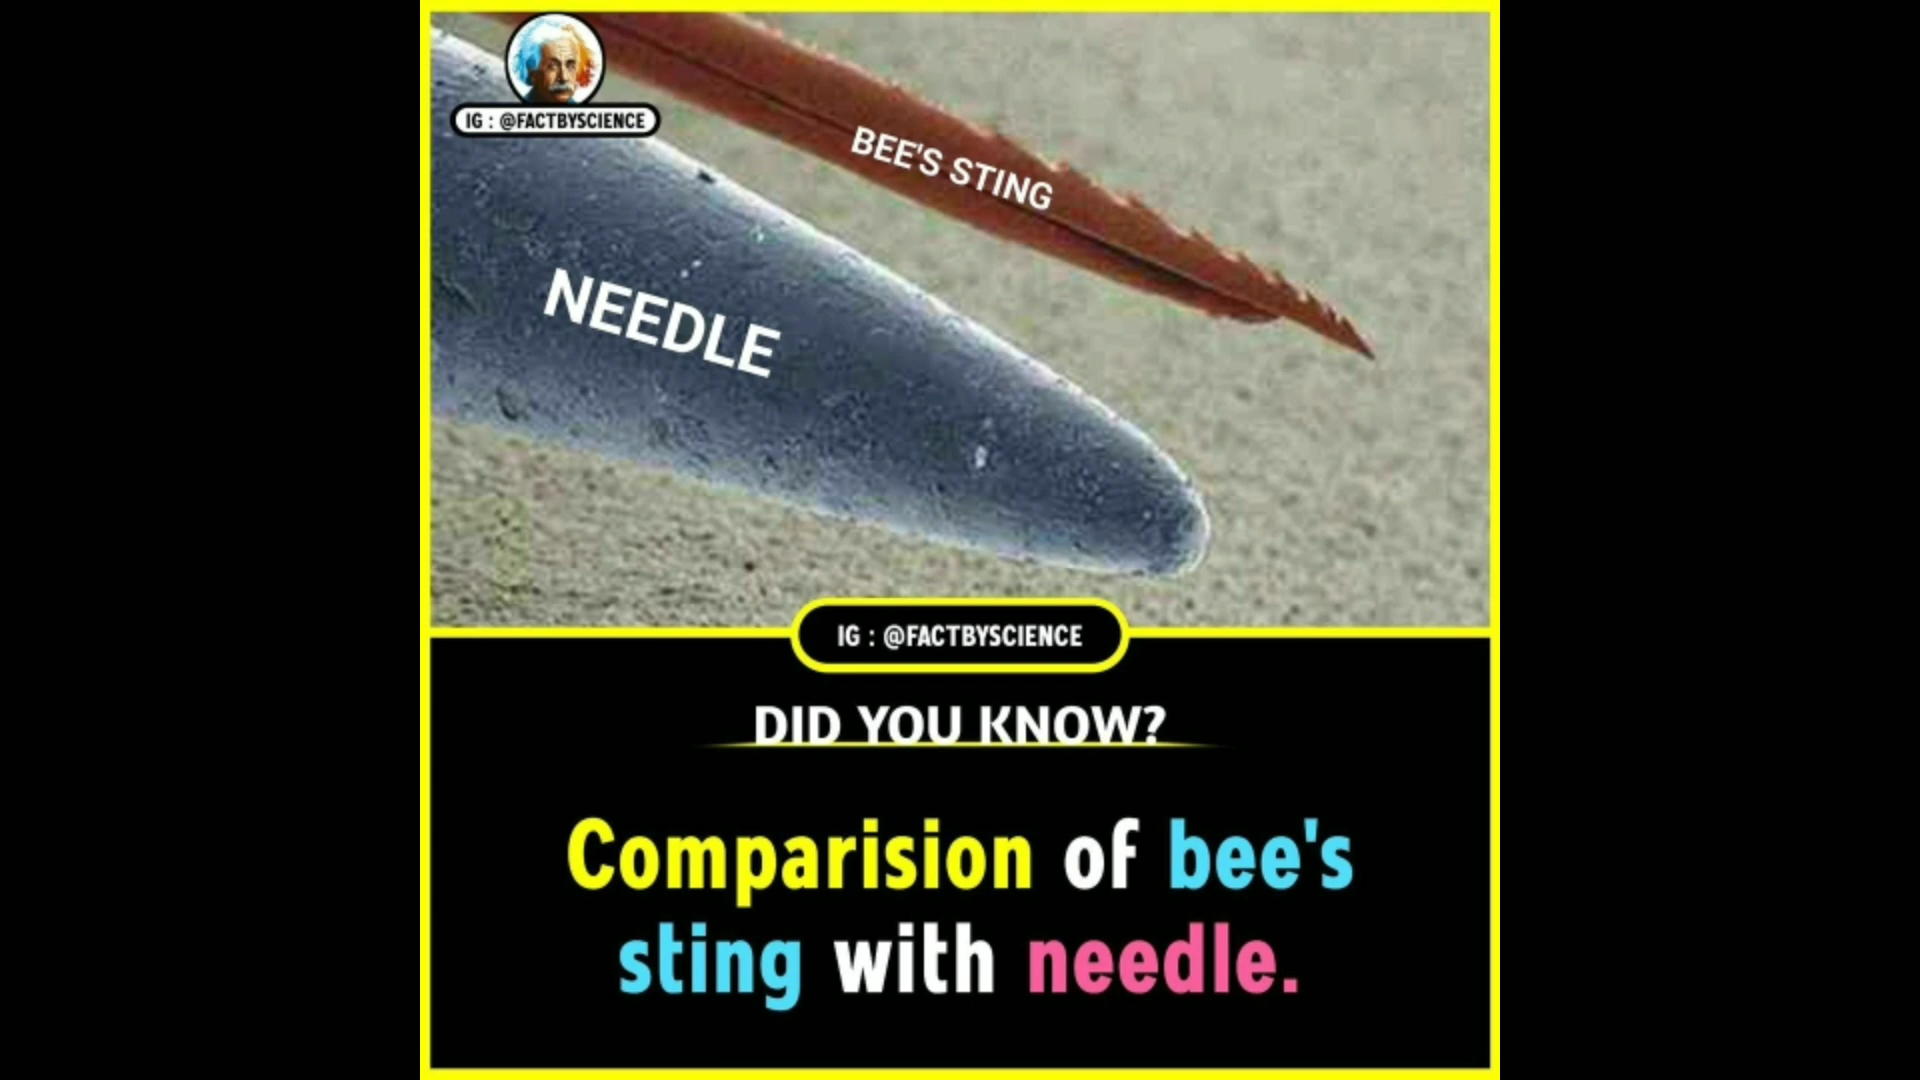 IG : @FACTBYSCIENCE
BEE'S STING
NEEDLE
IG : @FACTBYSCIENCE
DID YOU KNOW?
Comparision of bee's
sting with needle.